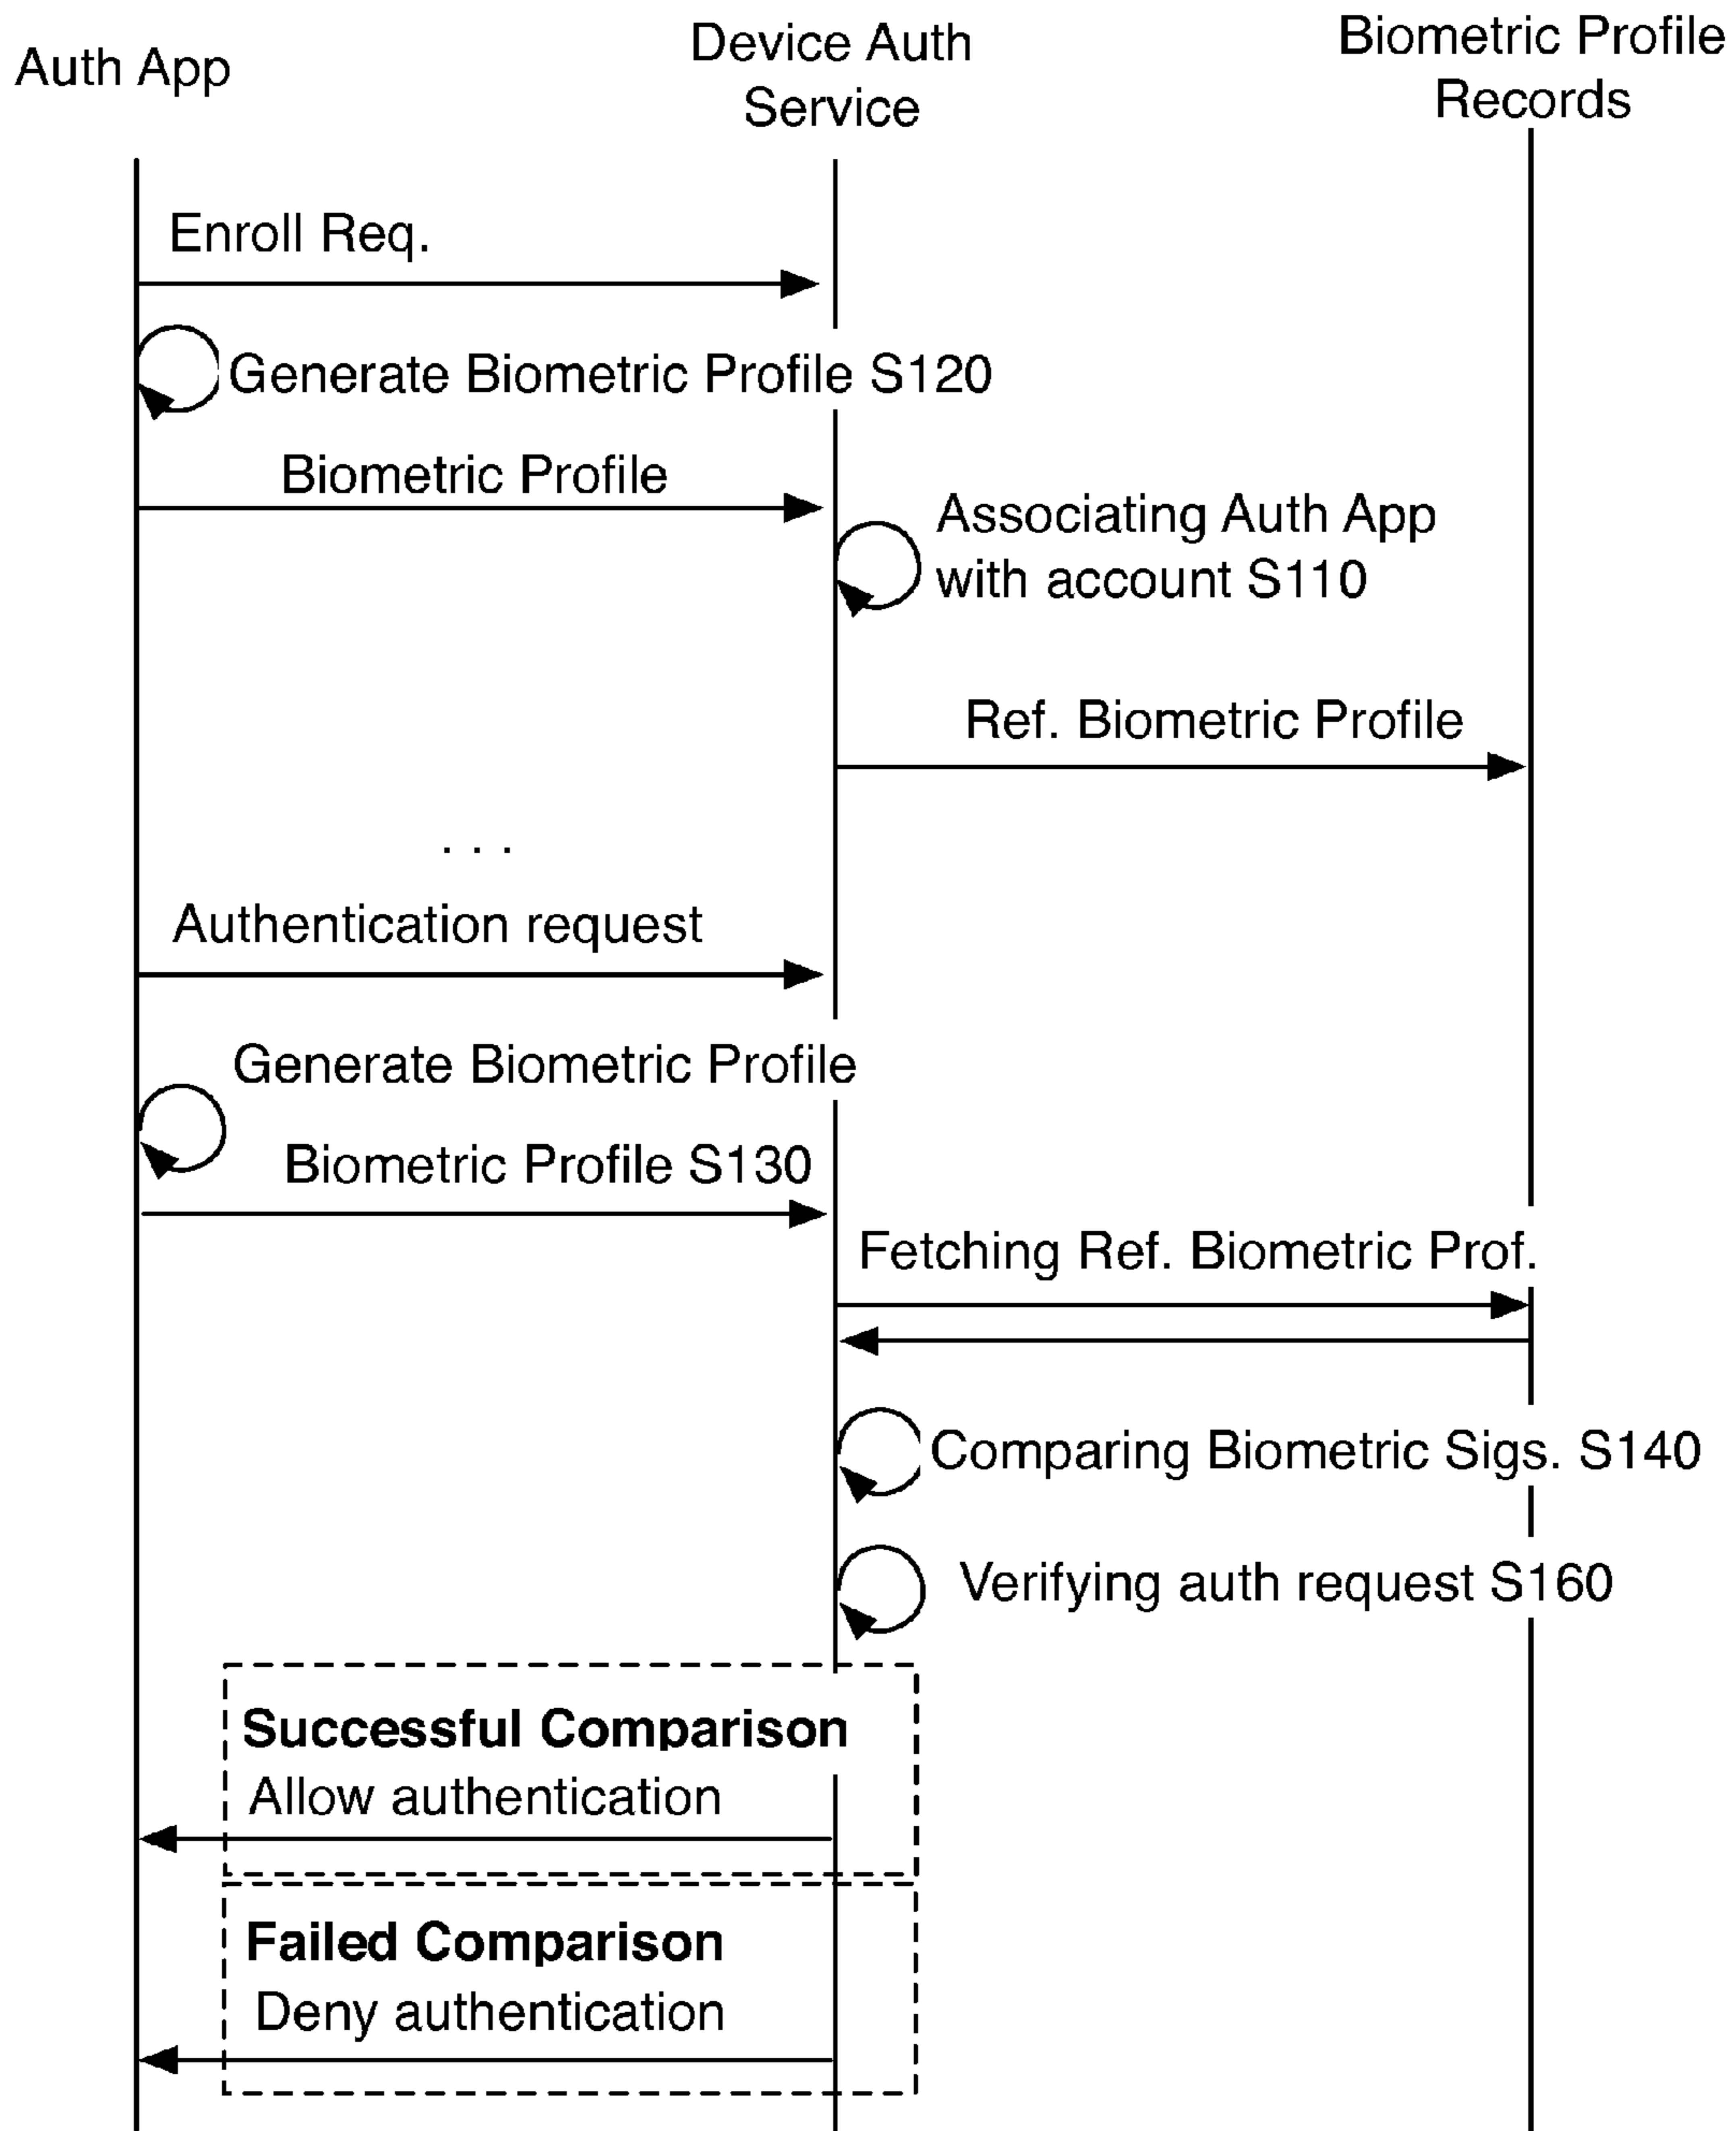 Auth App
Device Auth
Service
Biometric Profile
Records
Enroll Req.
Generate Biometric Profile S120
Biometric Profile
Associating Auth App
with account S110
Ref. Biometric Profile
. . .
Authentication request
Generate Biometric Profile
Biometric Profile S130
Fetching Ref. Biometric Prof.
Comparing Biometric Sigs. S140
Verifying auth request S160
Successful Comparison
Allow authentication
Failed Comparison
Deny authentication